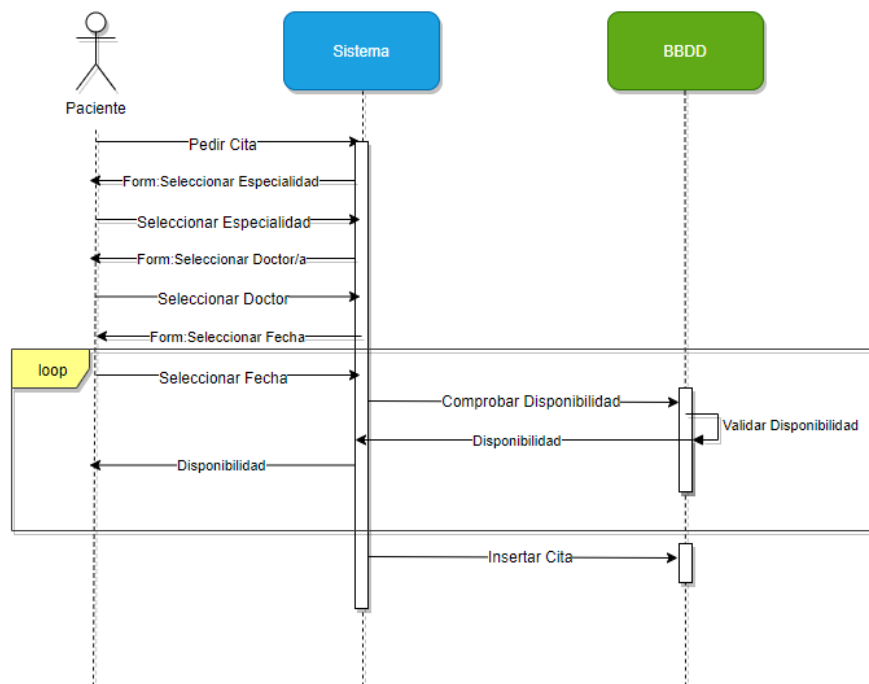 Sistema
BBDD
Paciente
Pedir Cita
Form:Seleccionar Especialidad
Seleccionar Especialidad
Form:Seleccionar Doctor/a
Seleccionar Doctor
Form:Seleccionar Fecha
loop
Seleccionar Fecha
Comprobar Disponibilidad
Validar Disponibilidad
Disponibilidad
Disponibilidad
Insertar Cita